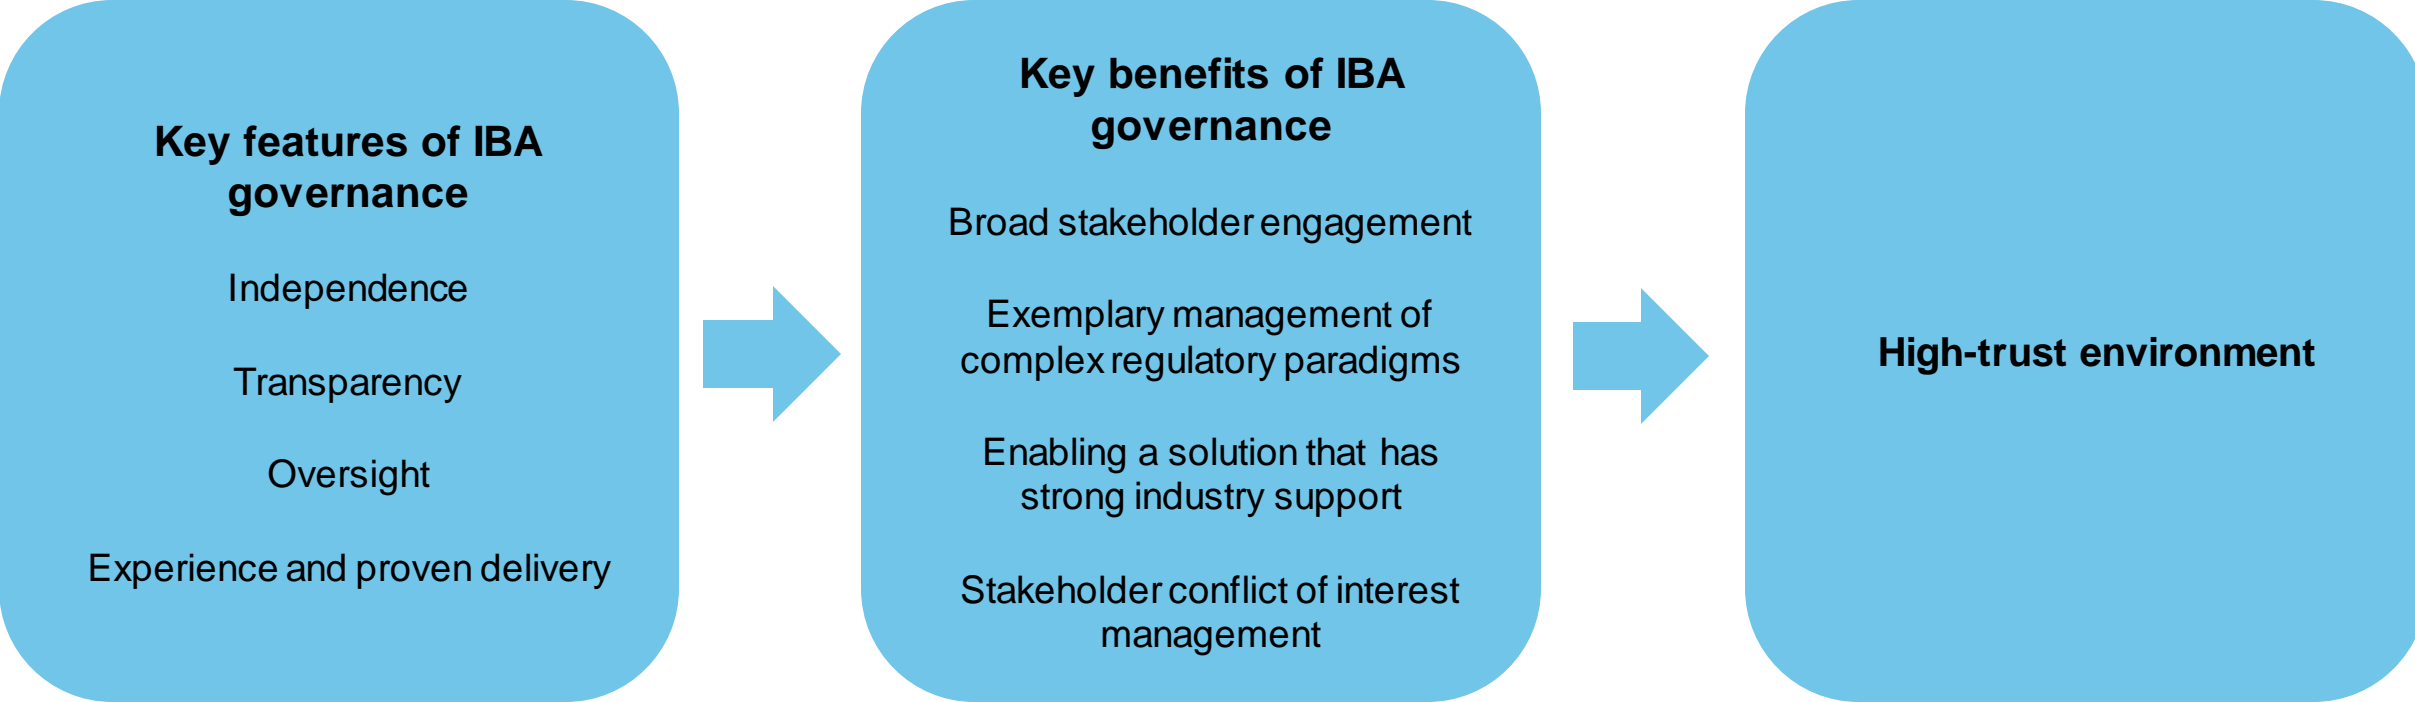 Key features of IBA
governance
Independence
Transparency
Oversight
Experience and proven delivery
Key benefits of IBA
governance
Broad stakeholder engagement
Exemplary management of
complex regulatory paradigms
Enabling a solution that has
strong industry support
Stakeholder conflict of interest
management
High-trust environment